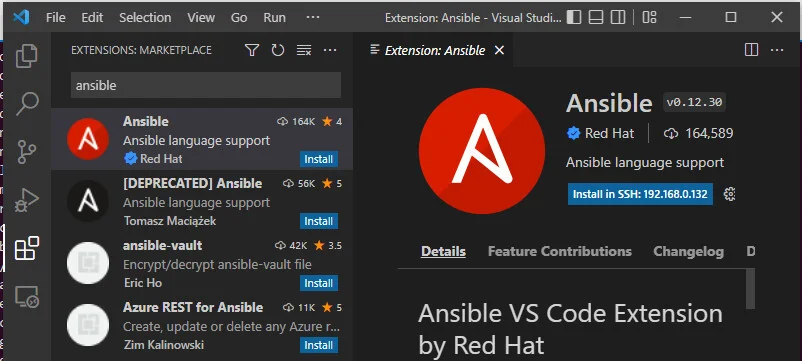 File Edit Selection View Go Run ··· Extension: Ansible - Visual Studi...
EXTENSIONS: MARKETPLACE
ansible
Ansible 164K 4
Ansible language support
Red Hat Install
[DEPRECATED] Ansible 56K 5
Ansible language support
Tomasz Maciążek Install
ansible-vault 42K 3.5
Encrypt/decrypt ansible-vault file
Eric Ho Install
Azure REST for Ansible 11K 5
Create, update or delete any Azure r...
Zim Kalinowski Install
Extension: Ansible
Ansible v0.12.30
Red Hat 164,589
Ansible language support
Install in SSH: 192.168.0.132
Details Feature Contributions Changelog D
Ansible VS Code Extension
by Red Hat